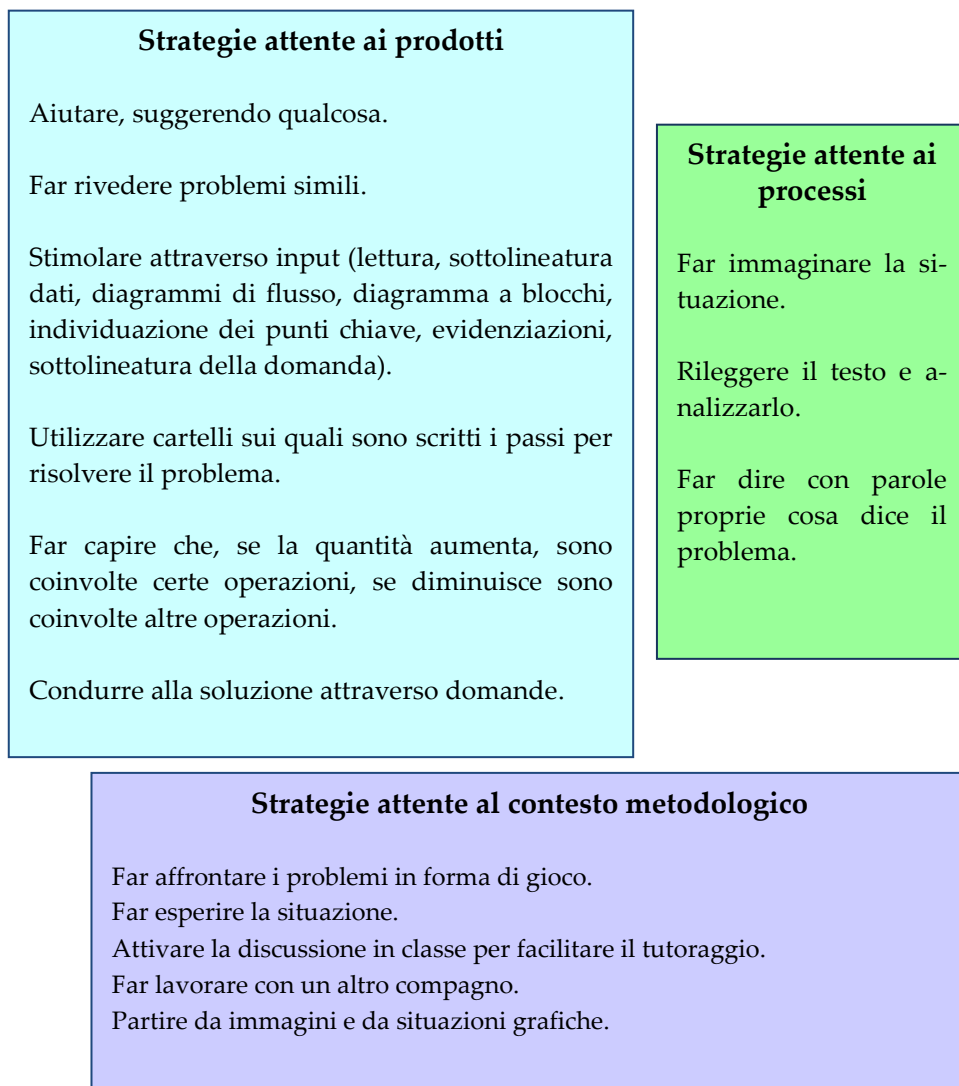 Strategie attente ai prodotti
Aiutare, suggerendo qualcosa.
Far rivedere problemi simili.
Stimolare attraverso input (lettura, sottolineatura
dati, diagrammi di flusso, diagramma a blocchi,
individuazione dei punti chiave, evidenziazioni,
sottolineatura della domanda).
Utilizzare cartelli sui quali sono scritti i passi per
risolvere il problema.
Far capire che, se la quantità aumenta, sono
coinvolte certe operazioni, se diminuisce sono
coinvolte altre operazioni.
Condurre alla soluzione attraverso domande.
Strategie attente ai
processi
Far immaginare la si-
tuazione.
Rileggere il testo e a-
nalizzarlo.
Far dire con parole
proprie cosa dice il
problema.
Strategie attente al contesto metodologico
Far affrontare i problemi in forma di gioco.
Far esperire la situazione.
Attivare la discussione in classe per facilitare il tutoraggio.
Far lavorare con un altro compagno.
Partire da immagini e da situazioni grafiche.